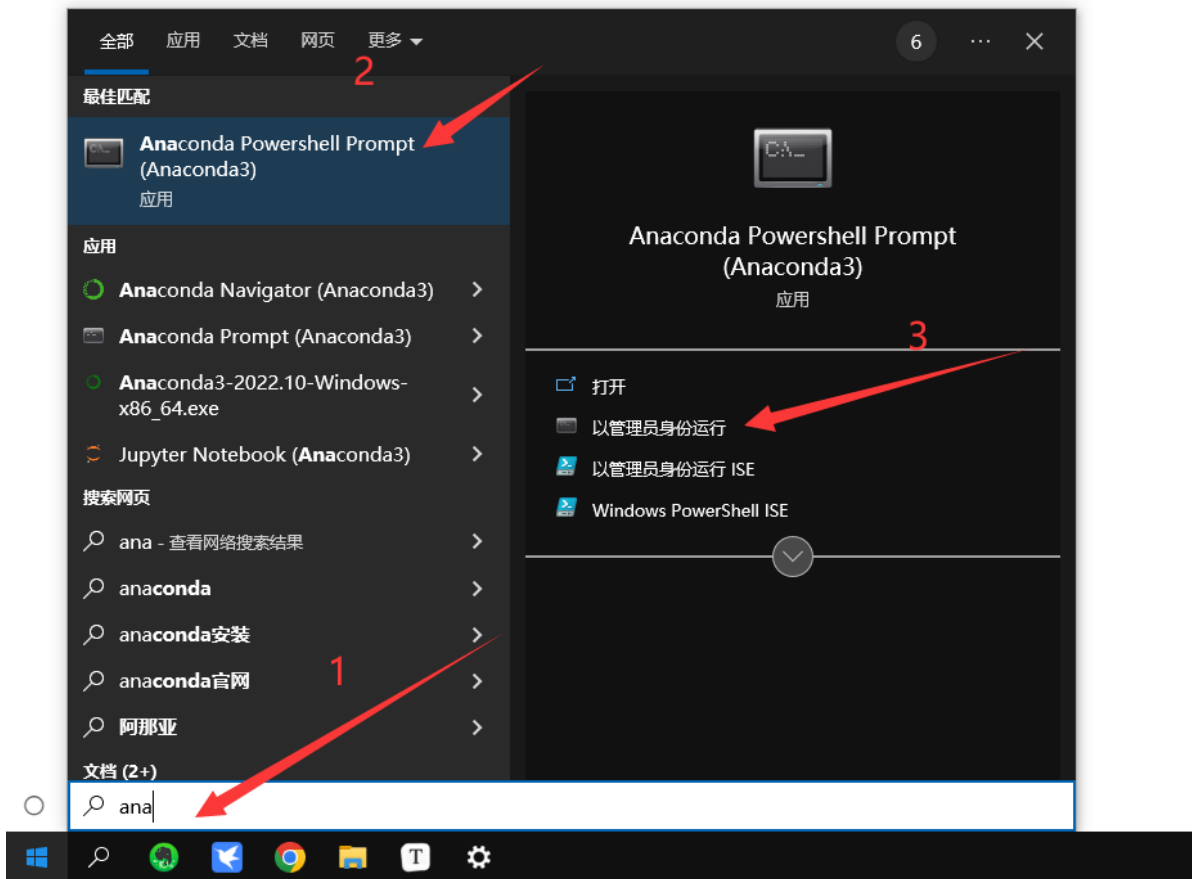 全部 应用 文档 网页 更多
6
2
最佳匹配
Anaconda Powershell Prompt
(Anaconda3)
应用
应用
Anaconda Navigator (Anaconda3)
Anaconda Prompt (Anaconda3)
Anaconda3-2022.10-Windows-
x86_64.exe
Jupyter Notebook (Anaconda3)
搜索网页
ana - 查看网络搜索结果
anaconda
anaconda安装
anaconda官网
阿那亚
文档 (2+)
1
ana
C:\_
Anaconda Powershell Prompt
(Anaconda3)
应用
3
打开
以管理员身份运行
以管理员身份运行 ISE
Windows PowerShell ISE
T